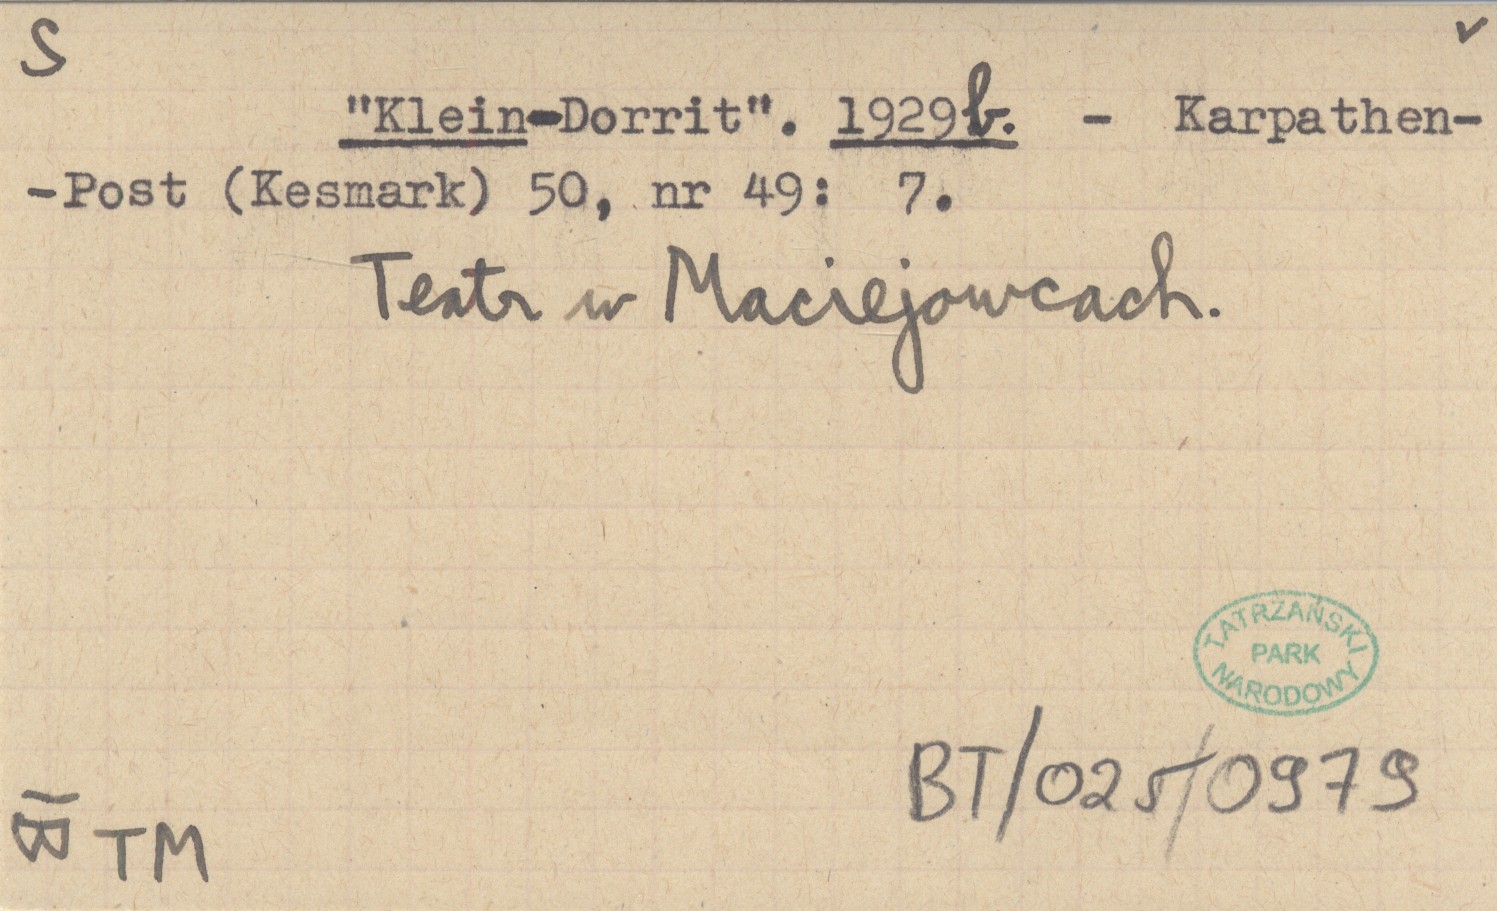 S v
"Klein-Dorrit". 1929b. - Karpathen-
-Post (Kesmark) 50, nr 49: 7.
Teatr w Maciejowcach.
TATRZAŃSKI
PARK
NARODOWY
BT/025/0979
TM